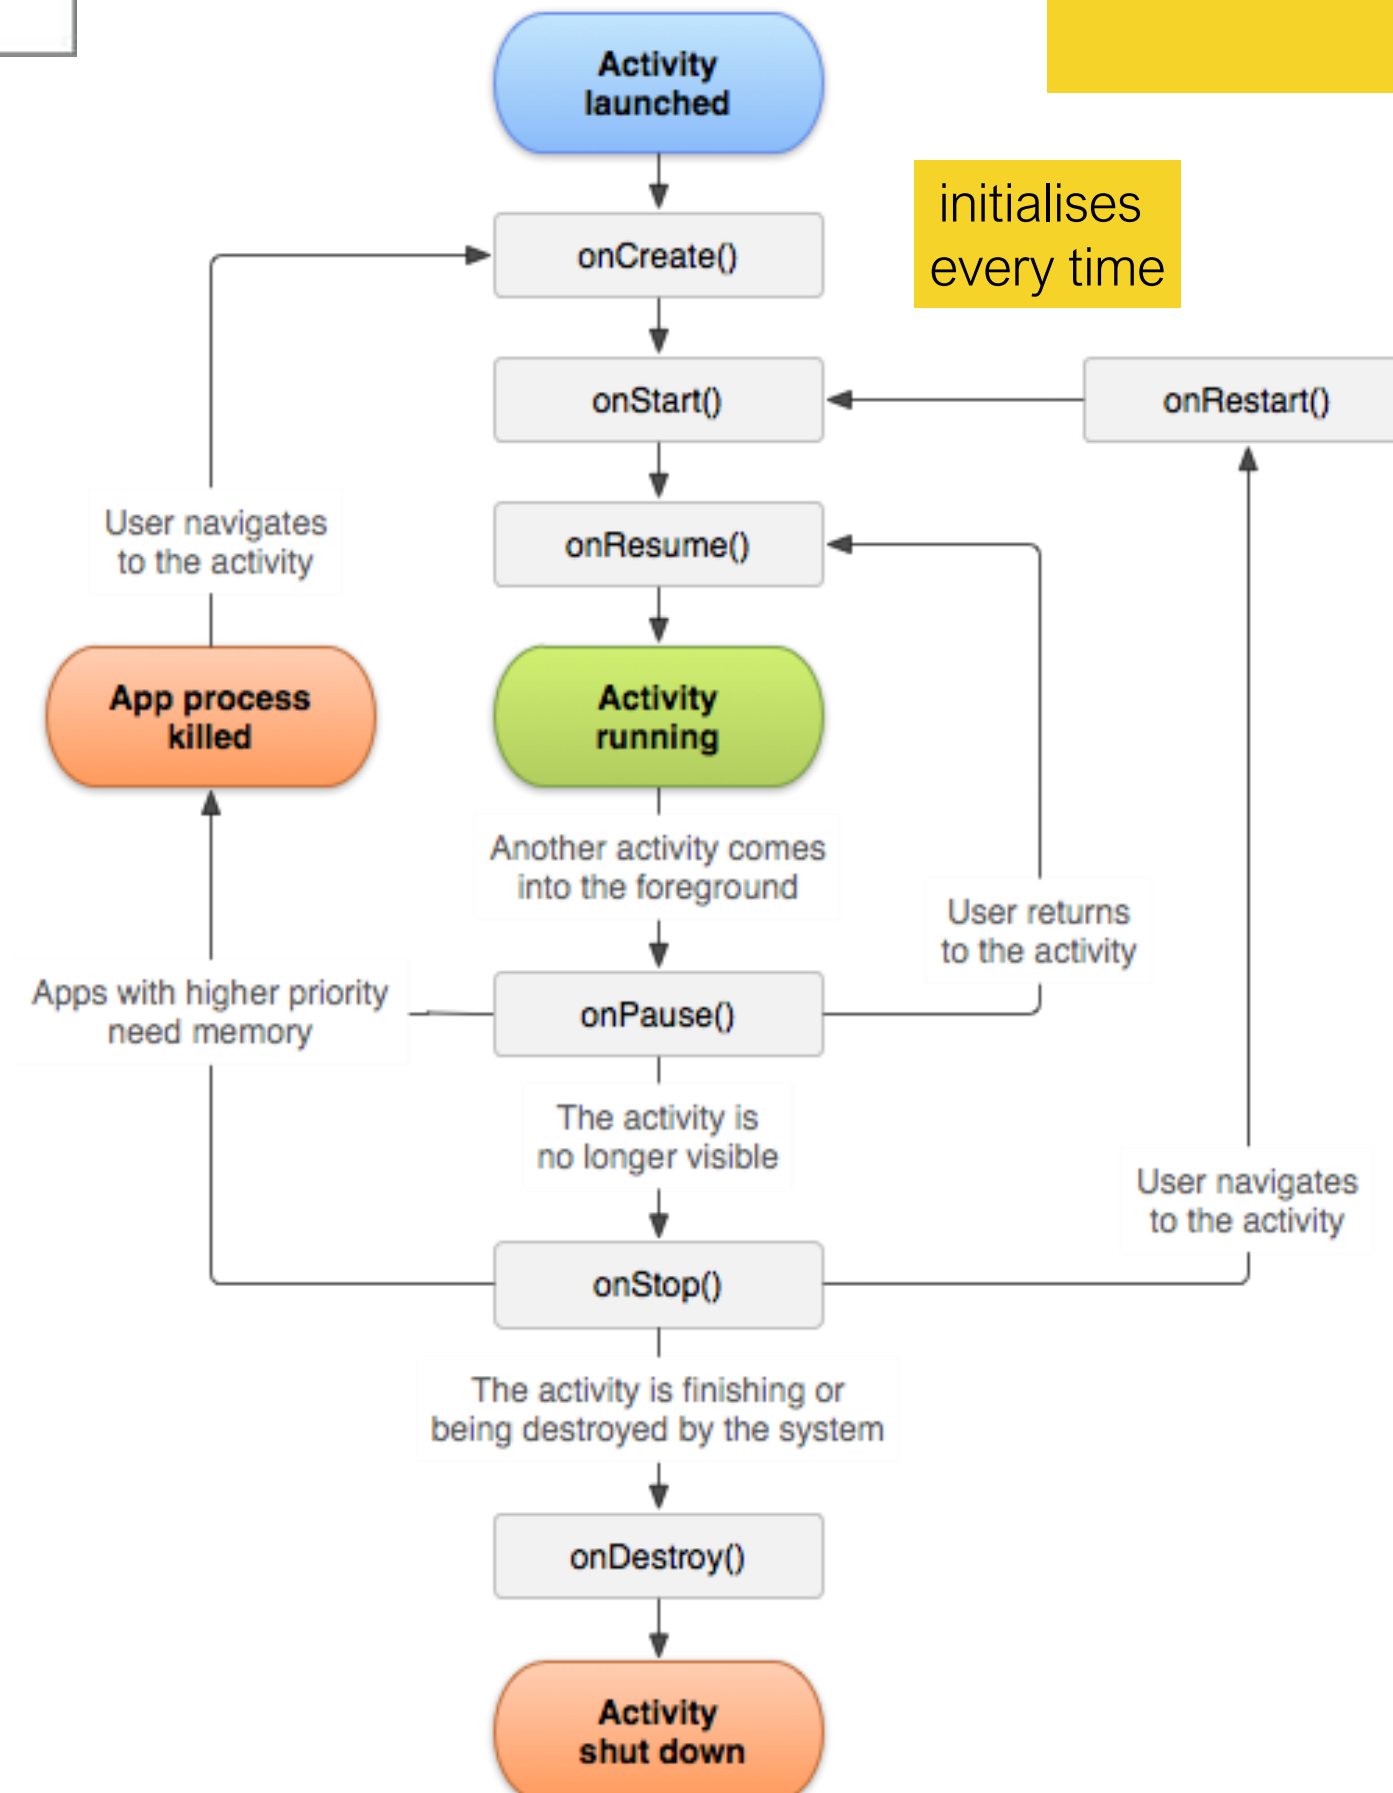 Activity
launched
initialises
every time
onCreate()
onStart()
onRestart()
User navigates
to the activity
onResume()
App process
killed
Activity
running
Another activity comes
into the foreground
User returns
to the activity
Apps with higher priority
need memory
onPause()
The activity is
no longer visible
User navigates
to the activity
onStop()
The activity is finishing or
being destroyed by the system
onDestroy()
Activity
shut down